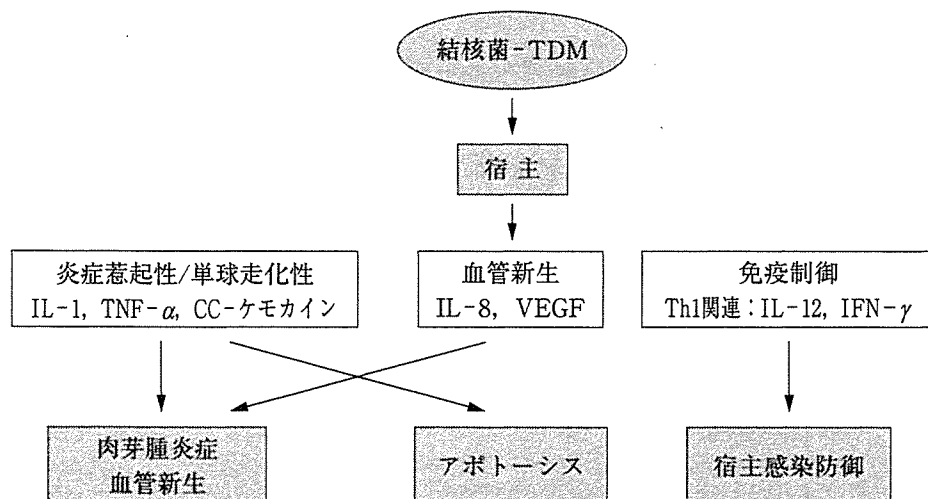 結核菌-TDM
宿主
炎症惹起性/単球走化性
IL-1, TNF-α, CC-ケモカイン
血管新生
IL-8, VEGF
免疫制御
Th1関連:IL-12, IFN-γ
肉芽腫炎症
血管新生
アポトーシス
宿主感染防御